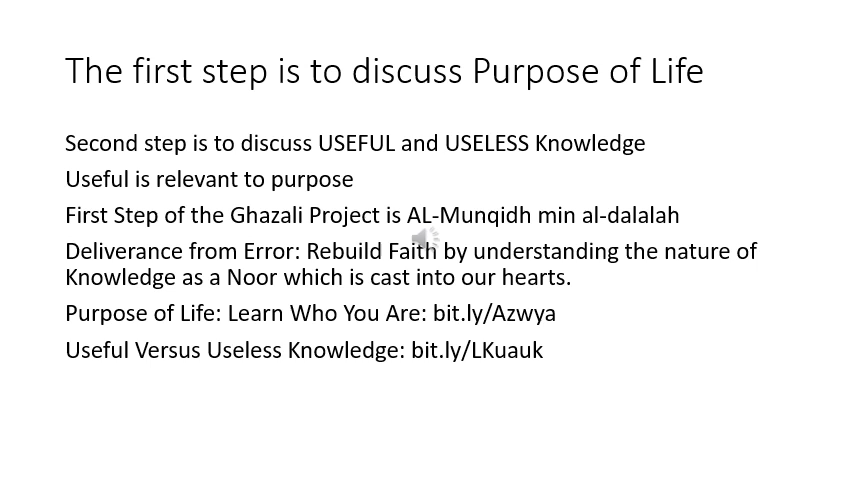 The first step is to discuss Purpose of Life
Second step is to discuss USEFUL and USELESS Knowledge
Useful is relevant to purpose
First Step of the Ghazali Project is AL-Munqidh min al-dalalah
Deliverance from Error: Rebuild Faith by understanding the nature of
Knowledge as a Noor which is cast into our hearts.
Purpose of Life: Learn Who You Are: bit.ly/Azwya
Useful Versus Useless Knowledge: bit.ly/LKuauk